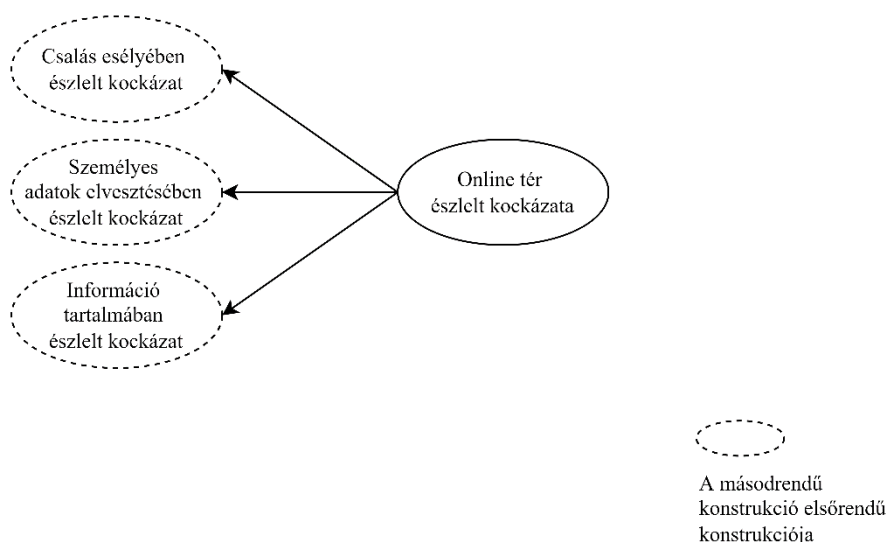 Csalás esélyében
észlelt kockázat
Személyes
adatok elvesztésében
észlelt kockázat
Információ
tartalmában
észlelt kockázat
Online tér
észlelt kockázata
A másodrendű
konstrukció elsőrendű
konstrukciója